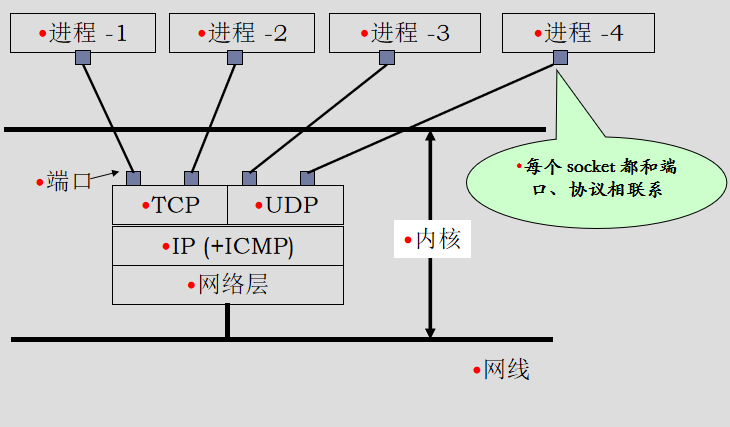 •进程 -1
•进程 -2
•进程 -3
•进程 -4
•每个 socket 都和端
口、协议相联系
•端口
•TCP
•UDP
•IP (+ICMP)
•内核
•网络层
•网线